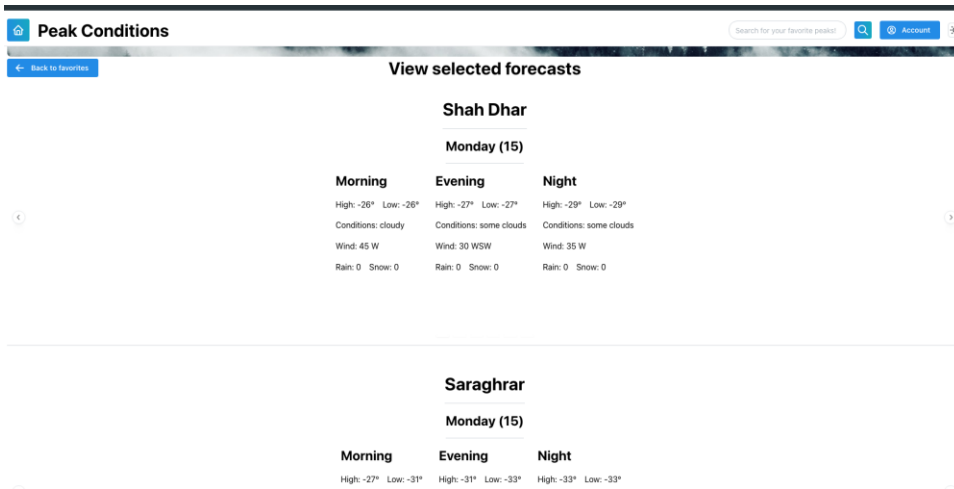 Peak Conditions
Search for your favorite peaks!
Account
Back to favorites
View selected forecasts
Shah Dhar
Monday (15)
Morning Evening Night
High: -26° Low: -26° High: -27° Low: -27° High: -29° Low: -29°
Conditions: cloudy Conditions: some clouds Conditions: some clouds
Wind: 45 W Wind: 30 WSW Wind: 35 W
Rain: 0 Snow: 0 Rain: 0 Snow: 0 Rain: 0 Snow: 0
Saraghrar
Monday (15)
Morning Evening Night
High: -27° Low: -31° High: -31° Low: -33° High: -33° Low: -33°